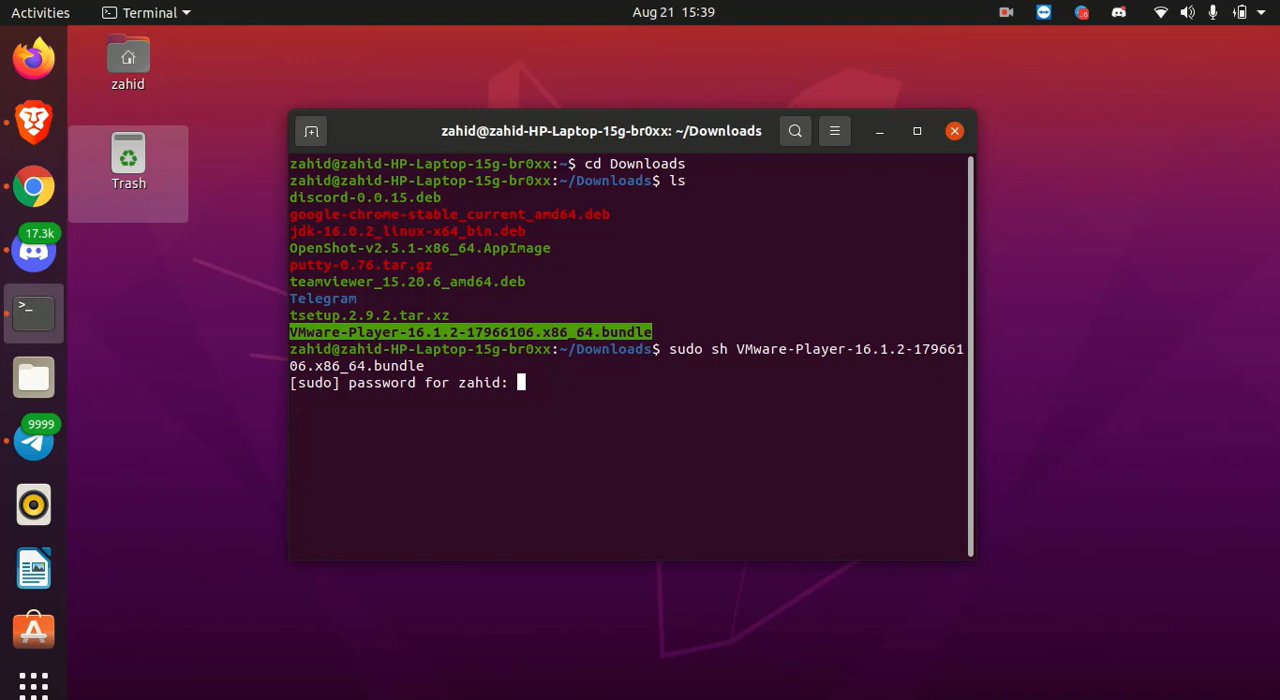 Activities Terminal Aug 21 15:39
zahid
Trash
17.3k
9999
zahid@zahid-HP-Laptop-15g-br0xx: ~/Downloads
zahid@zahid-HP-Laptop-15g-br0xx:~$ cd Downloads
zahid@zahid-HP-Laptop-15g-br0xx:~/Downloads$ ls
discord-0.0.15.deb
google-chrome-stable_current_amd64.deb
jdk-16.0.2_linux-x64_bin.deb
OpenShot-v2.5.1-x86_64.AppImage
putty-0.76.tar.gz
teamviewer_15.20.6_amd64.deb
Telegram
tsetup.2.9.2.tar.xz
VMware-Player-16.1.2-17966106.x86_64.bundle
zahid@zahid-HP-Laptop-15g-br0xx:~/Downloads$ sudo sh VMware-Player-16.1.2-179661
06.x86_64.bundle
[sudo] password for zahid: